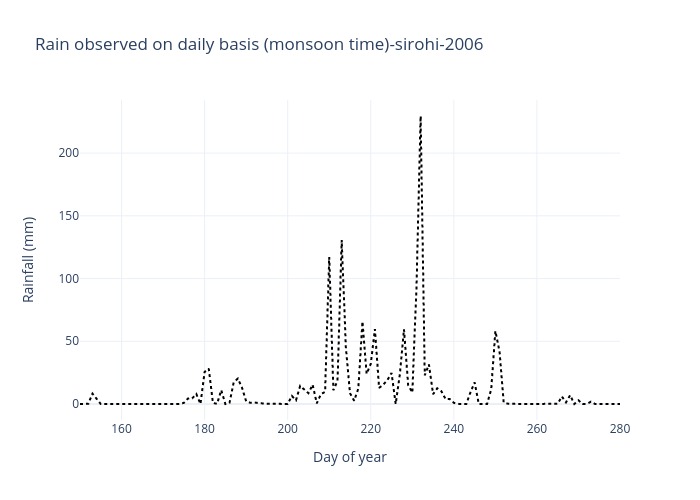 Rain observed on daily basis (monsoon time)-sirohi-2006
Rainfall (mm)
200
150
100
50
0
160 180 200 220 240 260 280
Day of year